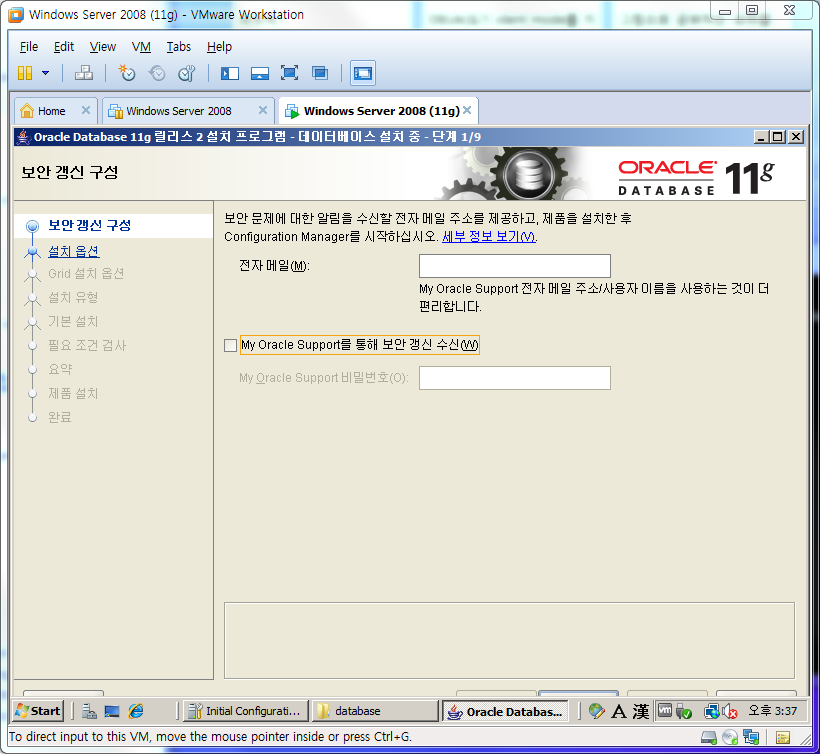 Windows Server 2008 (11g) - VMware Workstation
File Edit View VM Tabs Help
Home Windows Server 2008 Windows Server 2008 (11g)
Oracle Database 11g 릴리스 2 설치 프로그램 - 데이터베이스 설치 중 - 단계 1/9
보안 갱신 구성
ORACLE
DATABASE
11g
보안 갱신 구성
설치 옵션
Grid 설치 옵션
설치 유형
기본 설치
필요 조건 검사
요약
제품 설치
완료
보안 문제에 대한 알림을 수신할 전자 메일 주소를 제공하고, 제품을 설치한 후
Configuration Manager를 시작하십시오. 세부 정보 보기(V).
전자 메일(M):
My Oracle Support 전자 메일 주소/사용자 이름을 사용하는 것이 더
편리합니다.
My Oracle Support를 통해 보안 갱신 수신(W)
My Oracle Support 비밀번호(O):
Start Initial Configurati... database Oracle Databas... A 漢 vm 오후 3:37
To direct input to this VM, move the mouse pointer inside or press Ctrl+G.